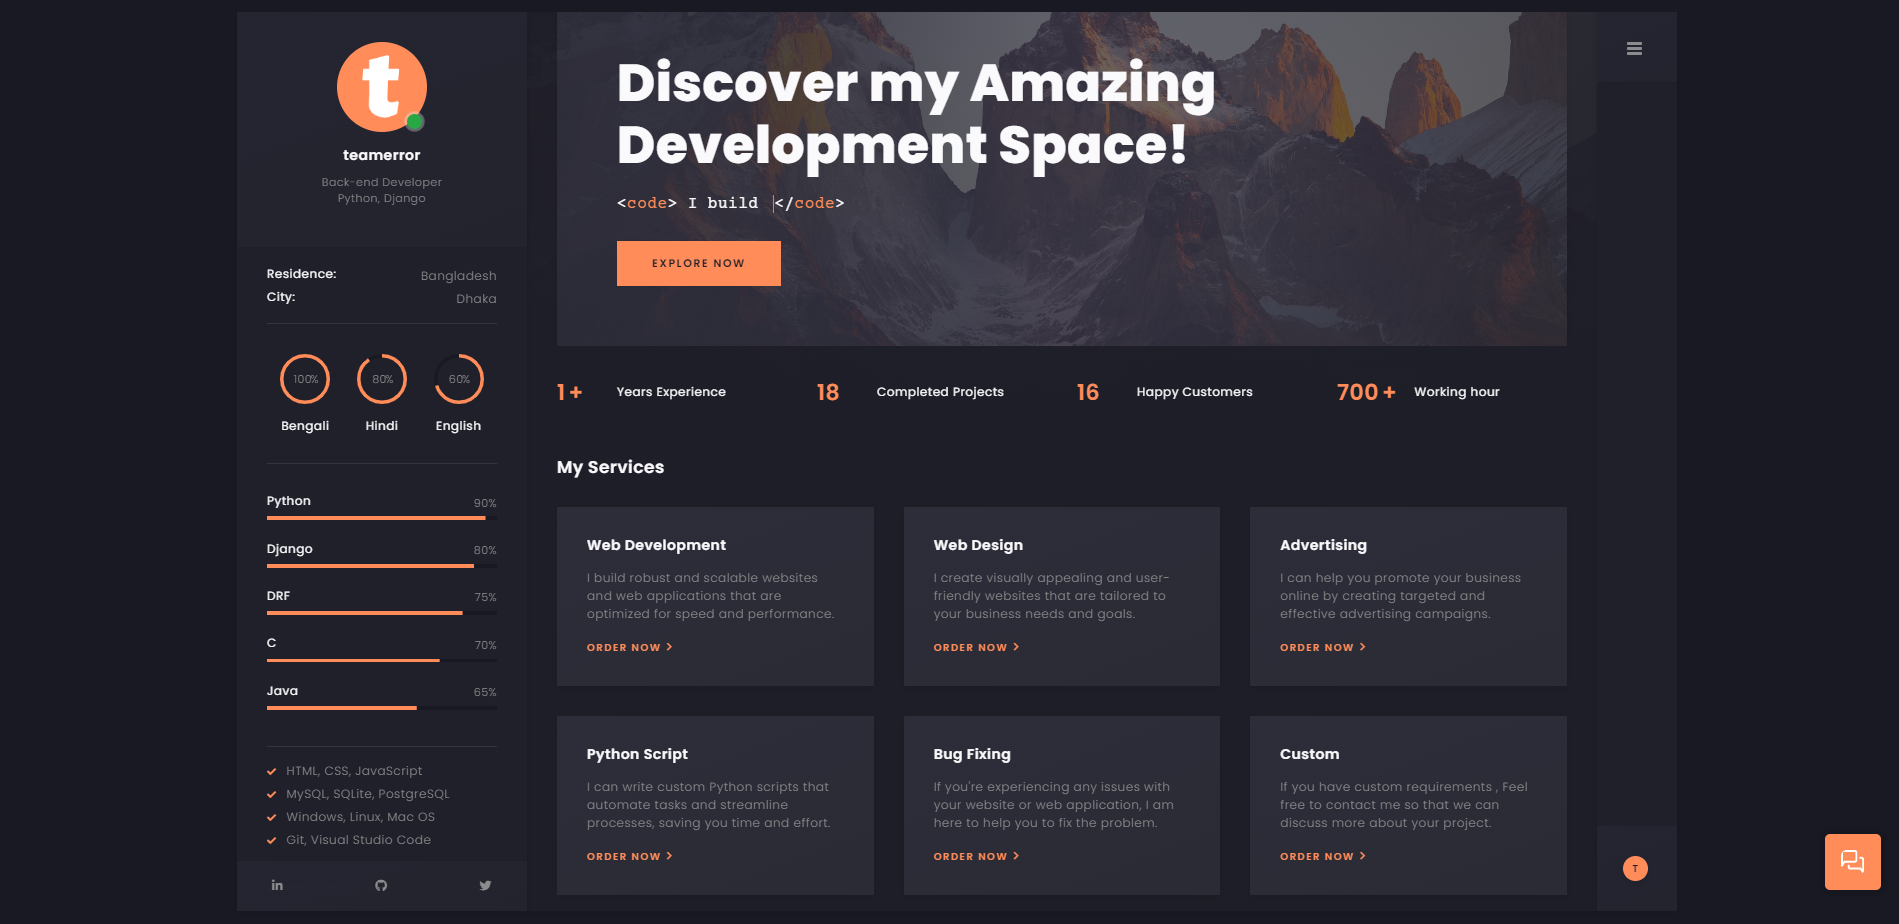 t
teamerror
Back-end Developer
Python, Django
Residence: Bangladesh
City: Dhaka
100% 80% 60%
Bengali Hindi English
Python 90%
Django 80%
DRF 75%
C 70%
Java 65%
HTML, CSS, JavaScript
MySQL, SQLite, PostgreSQL
Windows, Linux, Mac OS
Git, Visual Studio Code
in
Discover my Amazing
Development Space!
<code> I build </code>
EXPLORE NOW
1 + Years Experience
18 Completed Projects
16 Happy Customers
700 + Working hour
My Services
Web Development
I build robust and scalable websites
and web applications that are
optimized for speed and performance.
ORDER NOW >
Web Design
I create visually appealing and user-
friendly websites that are tailored to
your business needs and goals.
ORDER NOW >
Advertising
I can help you promote your business
online by creating targeted and
effective advertising campaigns.
ORDER NOW >
Python Script
I can write custom Python scripts that
automate tasks and streamline
processes, saving you time and effort.
ORDER NOW >
Bug Fixing
If you're experiencing any issues with
your website or web application, I am
here to help you to fix the problem.
ORDER NOW >
Custom
If you have custom requirements , Feel
free to contact me so that we can
discuss more about your project.
ORDER NOW >
T